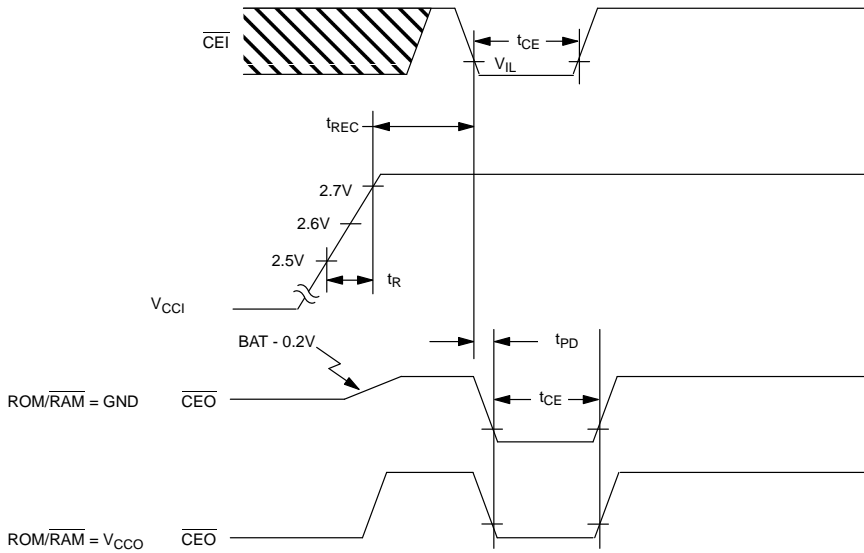 CEI
tCE
VIL
tREC
2.7V
2.6V
2.5V
tR
VCCI
BAT - 0.2V
tPD
ROM/RAM = GND CEO
tCE
ROM/RAM = VCCO CEO